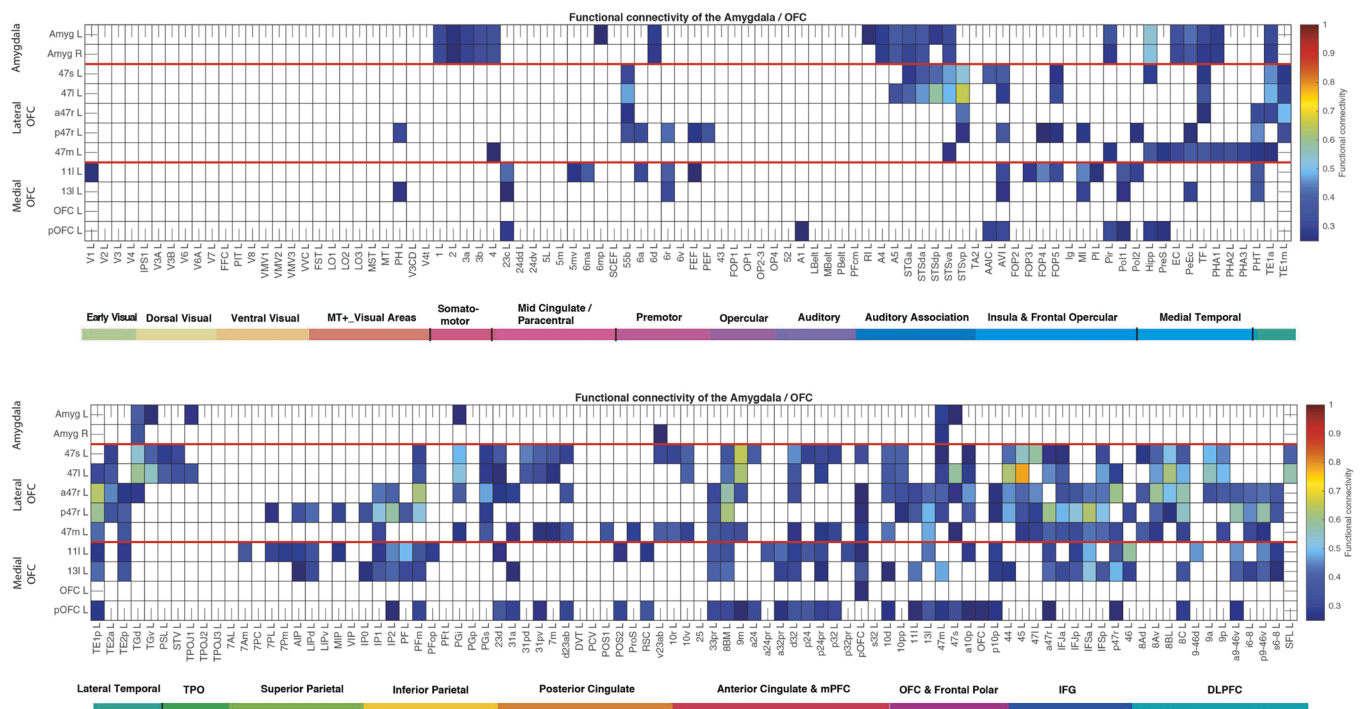 Functional connectivity of the Amygdala / OFC
Amygdala
Amyg L
Amyg R
Lateral OFC
47s L
47l L
a47r L
p47r L
47m L
Medial OFC
11l L
13l L
OFC L
pOFC L
V1 L
V2 L
V3 L
V4 L
IPS1 L
V3A L
V3B L
V6 L
V6A L
V7 L
FFC L
PIT L
V8 L
VMV1 L
VMV2 L
VMV3 L
VVC L
FST L
LO1 L
LO2 L
LO3 L
MST L
MT L
PH L
V3CD L
V4t L
1 L
2 L
3a L
3b L
4 L
23c L
24dd L
24dv L
5L L
5m L
5mv L
6ma L
6mp L
SCEF L
55b L
6a L
6d L
6r L
6v L
FEF L
PEF L
43 L
FOP1 L
OP1 L
OP2-3 L
OP4 L
52 L
A1 L
LBelt L
MBelt L
PBelt L
PFcm L
RI L
A4 L
A5 L
STGa L
STSda L
STSdp L
STSva L
STSvp L
TA2 L
AAIC L
AVI L
FOP2 L
FOP3 L
FOP4 L
FOP5 L
Ig L
MI L
PI L
Pir L
PoI1 L
PoI2 L
Hipp L
PreS L
EC L
PeEc L
TF L
PHA1 L
PHA2 L
PHA3 L
PHT L
TE1a L
TE1m L
1
0.9
0.8
0.7
0.6
0.5
0.4
0.3
Functional connectivity
Early Visual
Dorsal Visual
Ventral Visual
MT+_Visual Areas
Somato-
motor
Mid Cingulate /
Paracentral
Premotor
Opercular
Auditory
Auditory Association
Insula & Frontal Opercular
Medial Temporal
Functional connectivity of the Amygdala / OFC
Amygdala
Amyg L
Amyg R
Lateral OFC
47s L
47l L
a47r L
p47r L
47m L
Medial OFC
11l L
13l L
OFC L
pOFC L
TE1p L
TE2a L
TE2p L
TGd L
TGv L
PSL L
STV L
TPOJ1 L
TPOJ2 L
TPOJ3 L
7AL L
7Am L
7PC L
7PL L
7Pm L
AIP L
LIPd L
LIPv L
MIP L
VIP L
IP0 L
IP1 L
IP2 L
PF L
PFm L
PFop L
PFt L
PGi L
PGp L
PGs L
23d L
31a L
31pd L
31pv L
7m L
d23ab L
DVT L
PCV L
POS1 L
POS2 L
ProS L
RSC L
v23ab L
10r L
10v L
25 L
33pr L
8BM L
9m L
a24 L
a24pr L
a32pr L
d32 L
p24 L
p24pr L
p32 L
p32pr L
pOFC L
s32 L
10d L
10pp L
11l L
13l L
47m L
47s L
a10p L
OFC L
p10p L
44 L
45 L
47l L
a47r L
IFJa L
IFJp L
IFSa L
IFSp L
p47r L
46 L
8Ad L
8Av L
8BL L
8C L
9-46d L
9a L
9p L
a9-46v L
i6-8 L
p9-46v L
s6-8 L
SFL L
1
0.9
0.8
0.7
0.6
0.5
0.4
0.3
Functional connectivity
Lateral Temporal
TPO
Superior Parietal
Inferior Parietal
Posterior Cingulate
Anterior Cingulate & mPFC
OFC & Frontal Polar
IFG
DLPFC